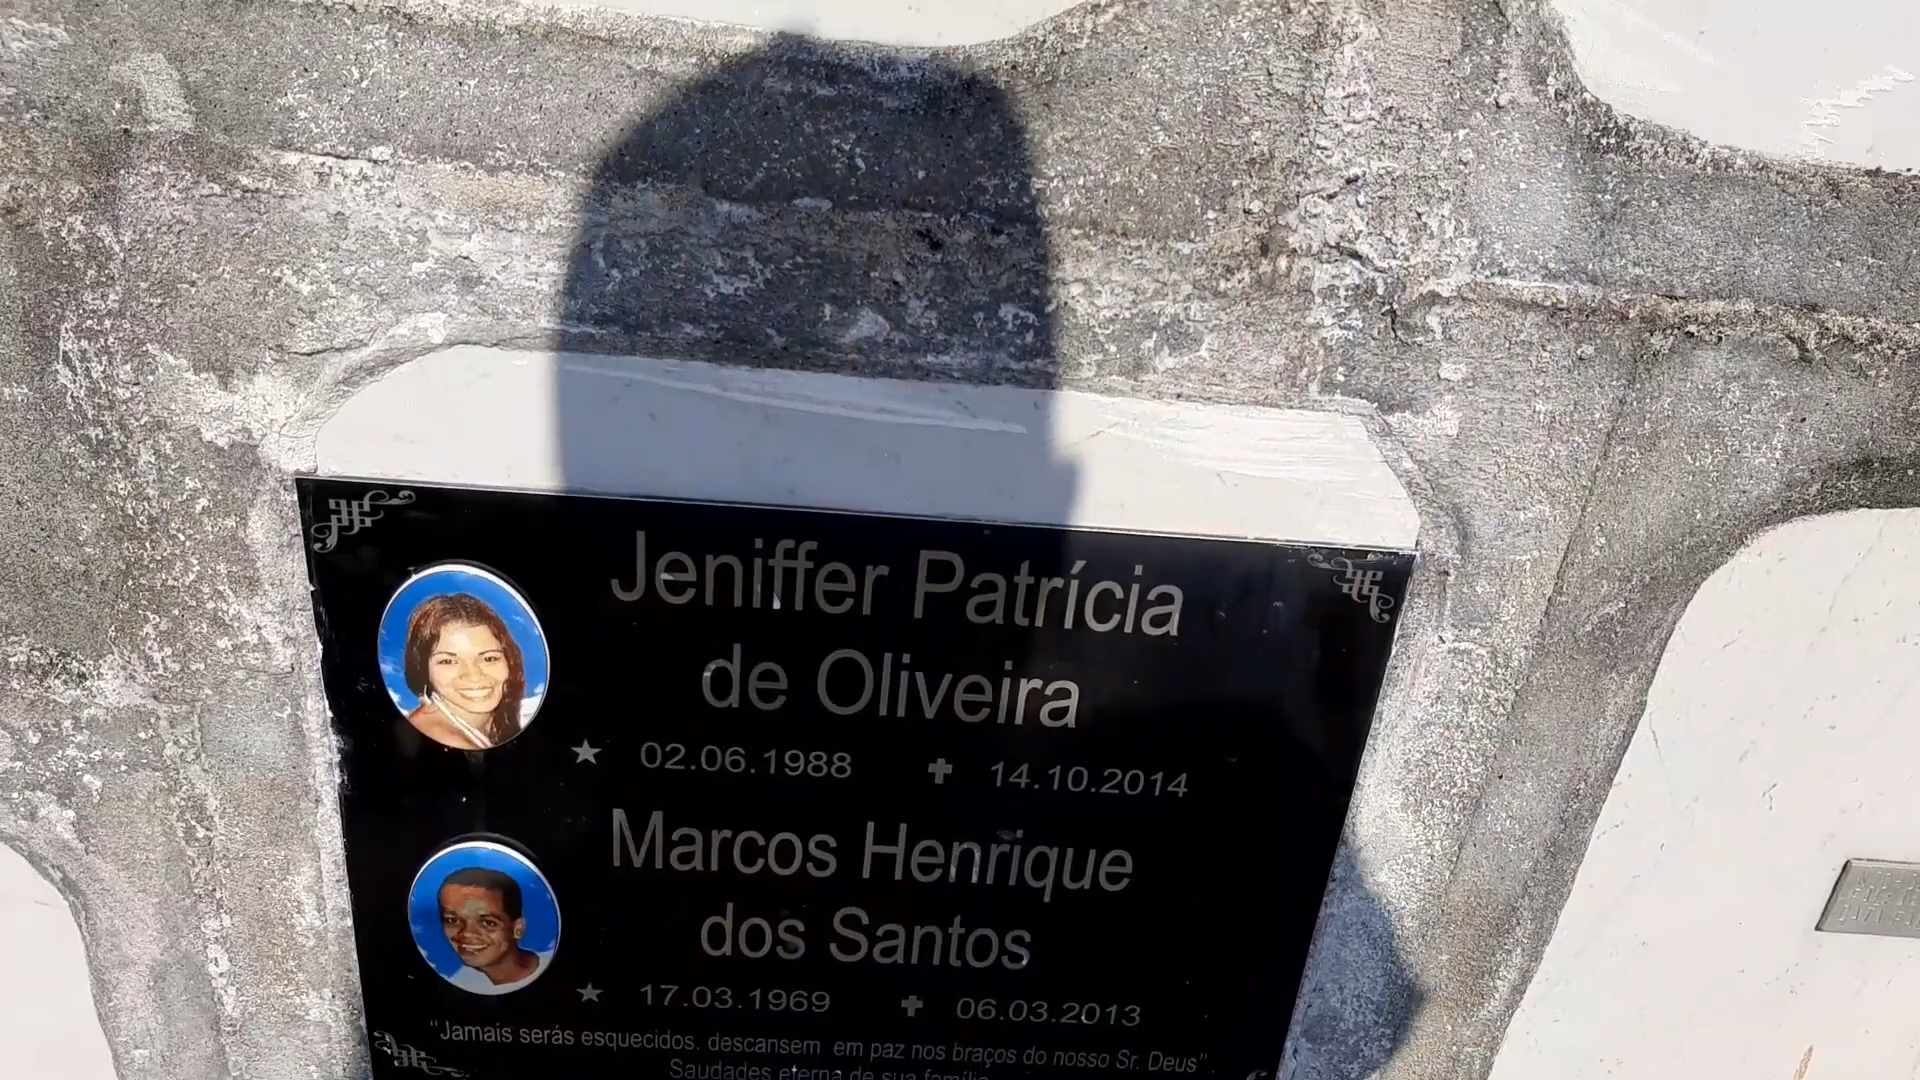 Jeniffer Patrícia
de Oliveira
★ 02.06.1988 ✝ 14.10.2014
Marcos Henrique
dos Santos
★ 17.03.1969 ✝ 06.03.2013
“Jamais serás esquecidos, descansem em paz nos braços do nosso Sr. Deus”.
Saudades eterna de sua família